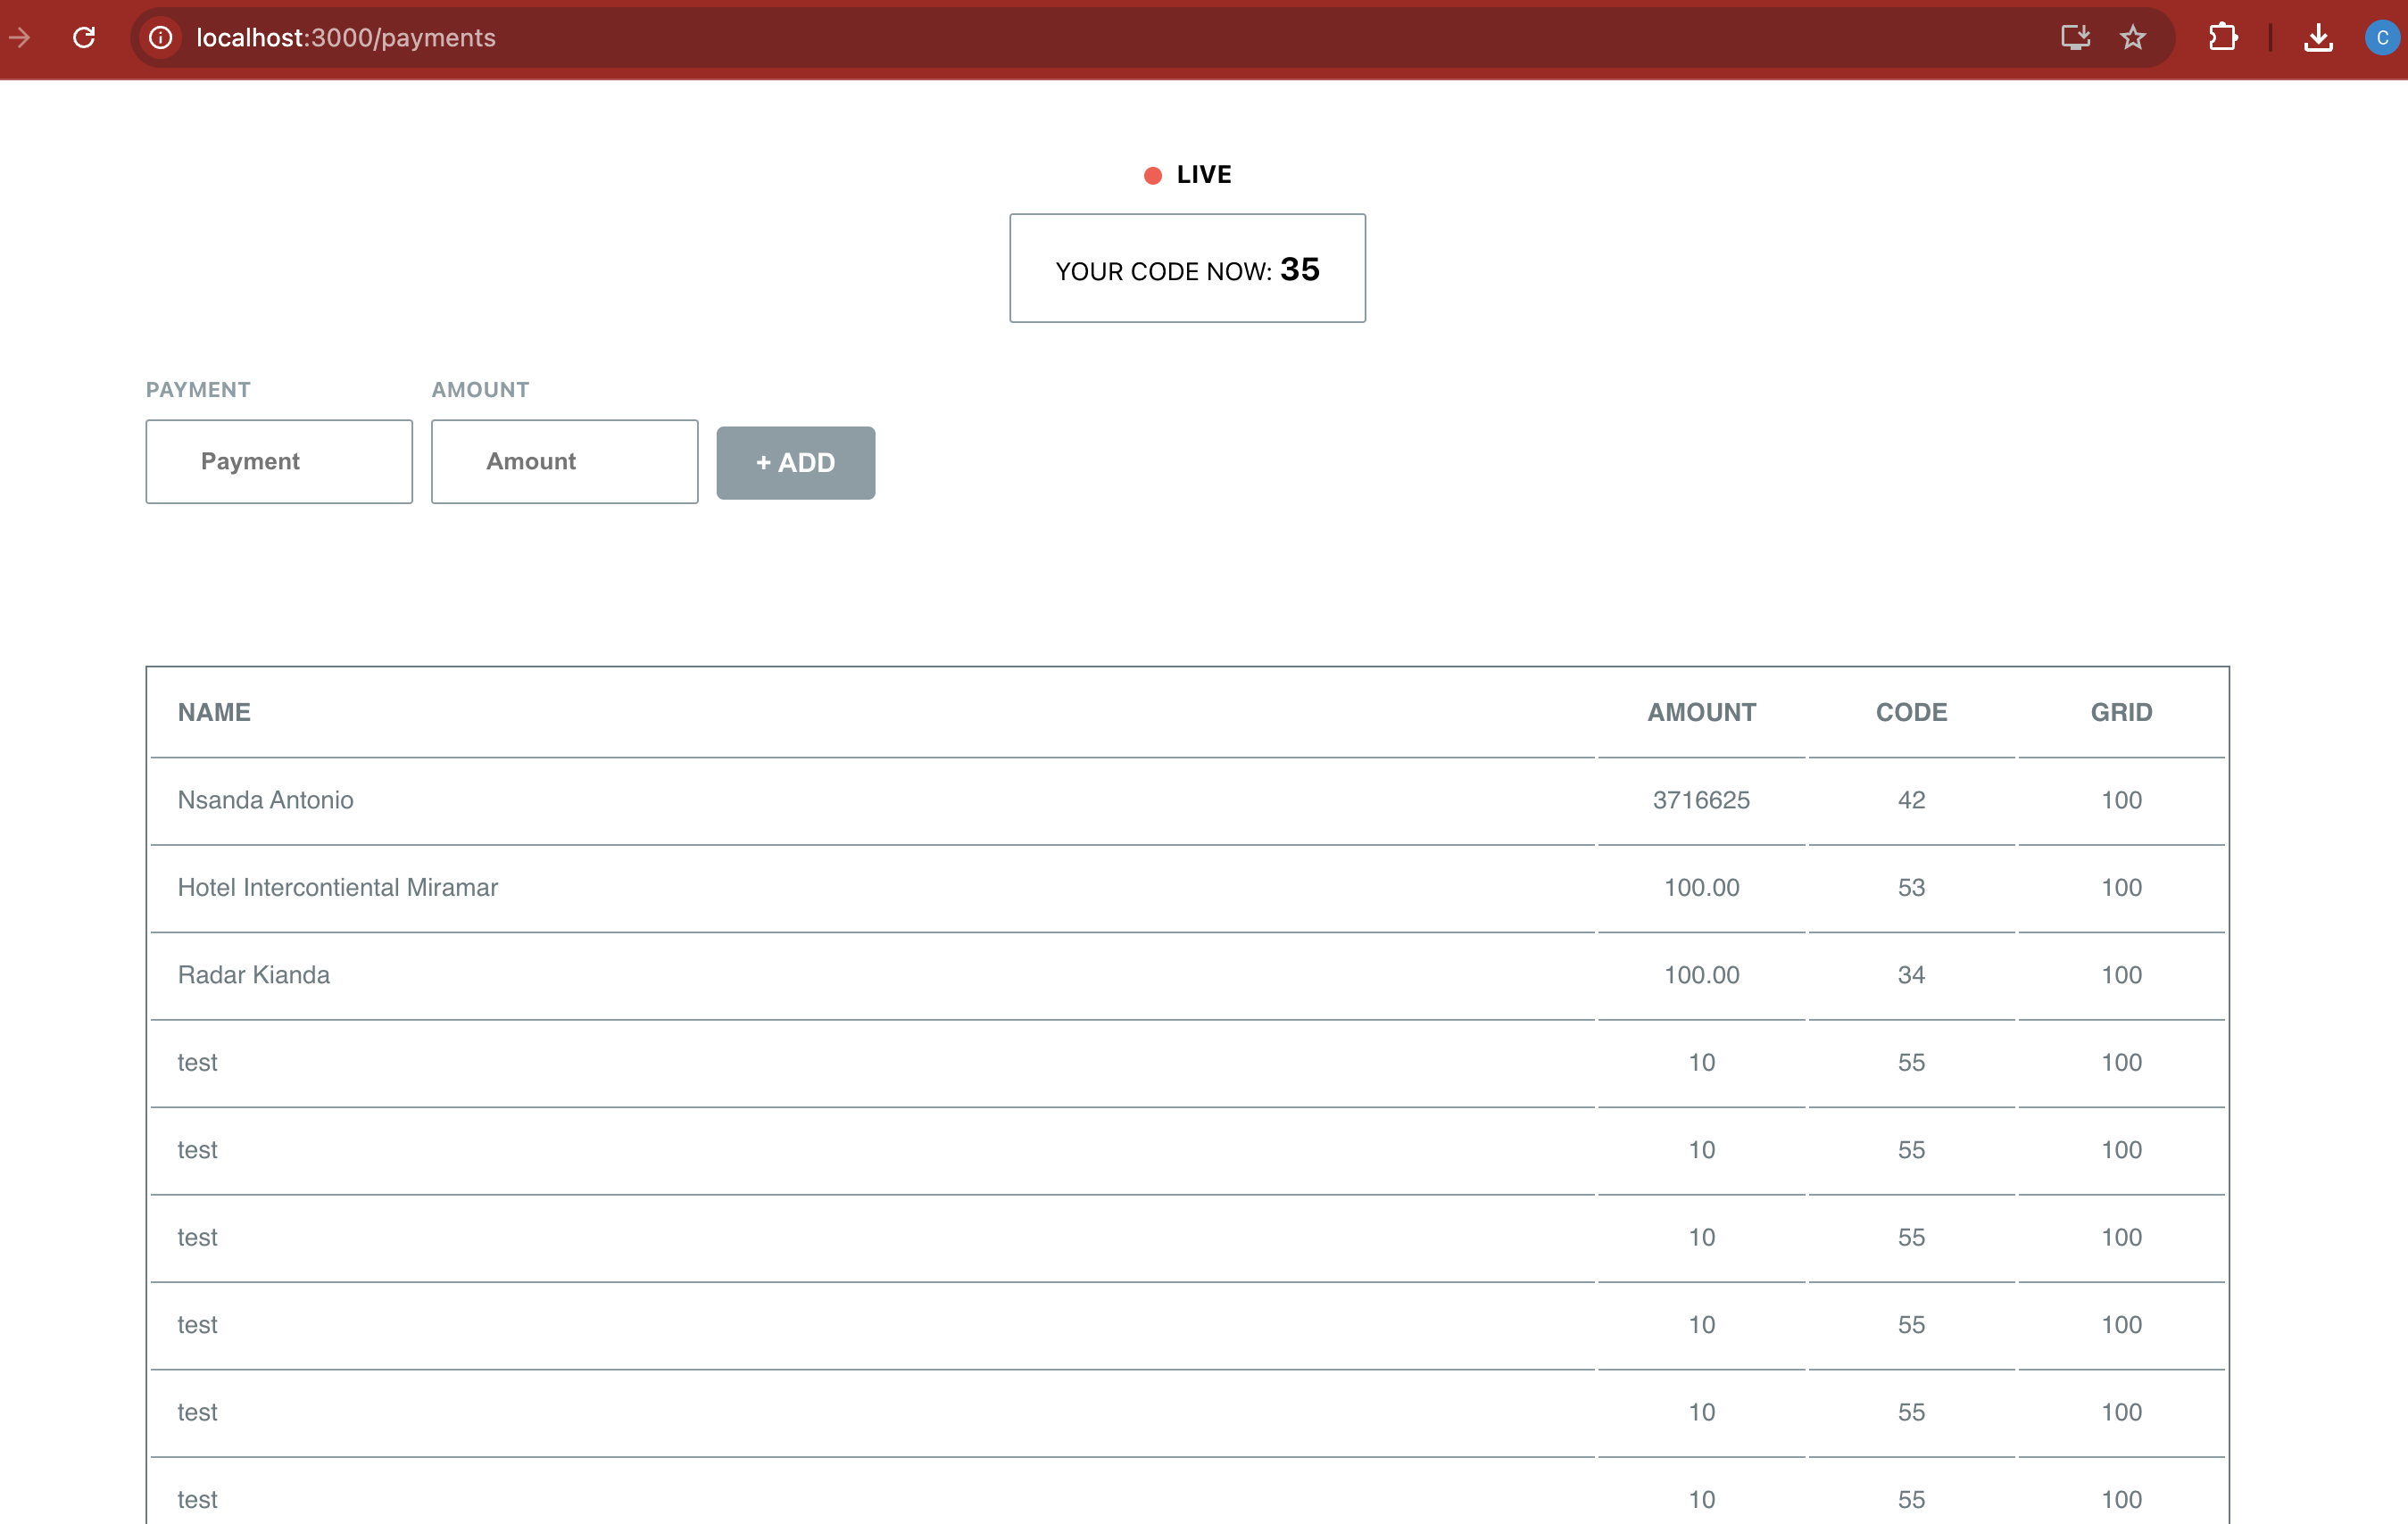 localhost:3000/payments
C
LIVE
YOUR CODE NOW: 35
PAYMENT AMOUNT
Payment Amount + ADD
NAME AMOUNT CODE GRID
Nsanda Antonio 3716625 42 100
Hotel Intercontiental Miramar 100.00 53 100
Radar Kianda 100.00 34 100
test 10 55 100
test 10 55 100
test 10 55 100
test 10 55 100
test 10 55 100
test 10 55 100